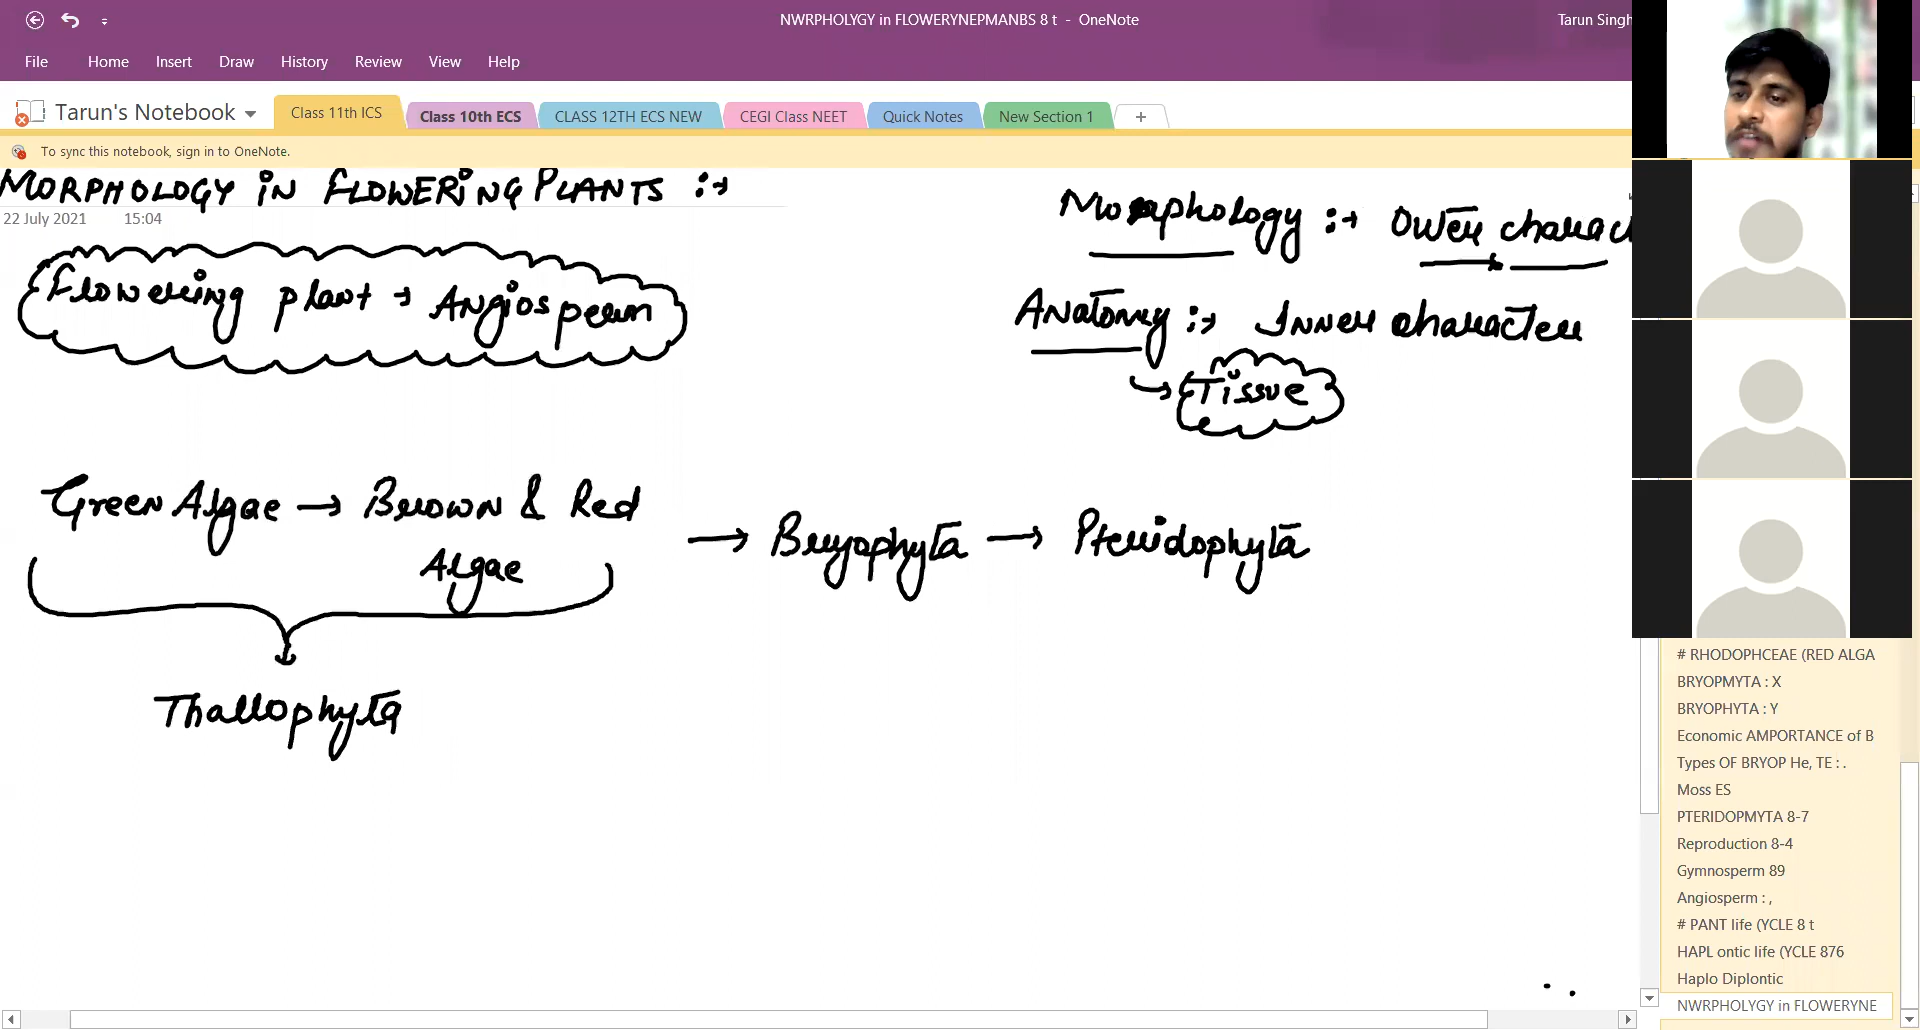 NWRPHOLYGY in FLOWERYNEPMANBS 8 t - OneNote
Tarun Singh
File Home Insert Draw History Review View Help
Tarun's Notebook
Class 11th ICS
Class 10th ECS
CLASS 12TH ECS NEW
CEGI Class NEET
Quick Notes
New Section 1
To sync this notebook, sign in to OneNote.
MORPHOLOGY in FLOWERING PLANTS :→
22 July 2021 15:04
Morphology :→ Outer charac
Flowering plant → Angiosperm
Anatomy :→ Inner character
Tissue
Green Algae → Brown & Red
Algae
→ Bryophyta → Pteridophyta
Thallophyta
# RHODOPHCEAE (RED ALGA
BRYOPMYTA : X
BRYOPHYTA : Y
Economic AMPORTANCE of B
Types OF BRYOP He, TE : .
Moss ES
PTERIDOPMYTA 8-7
Reproduction 8-4
Gymnosperm 89
Angiosperm : ,
# PANT life (YCLE 8 t
HAPL ontic life (YCLE 876
Haplo Diplontic
NWRPHOLYGY in FLOWERYNE